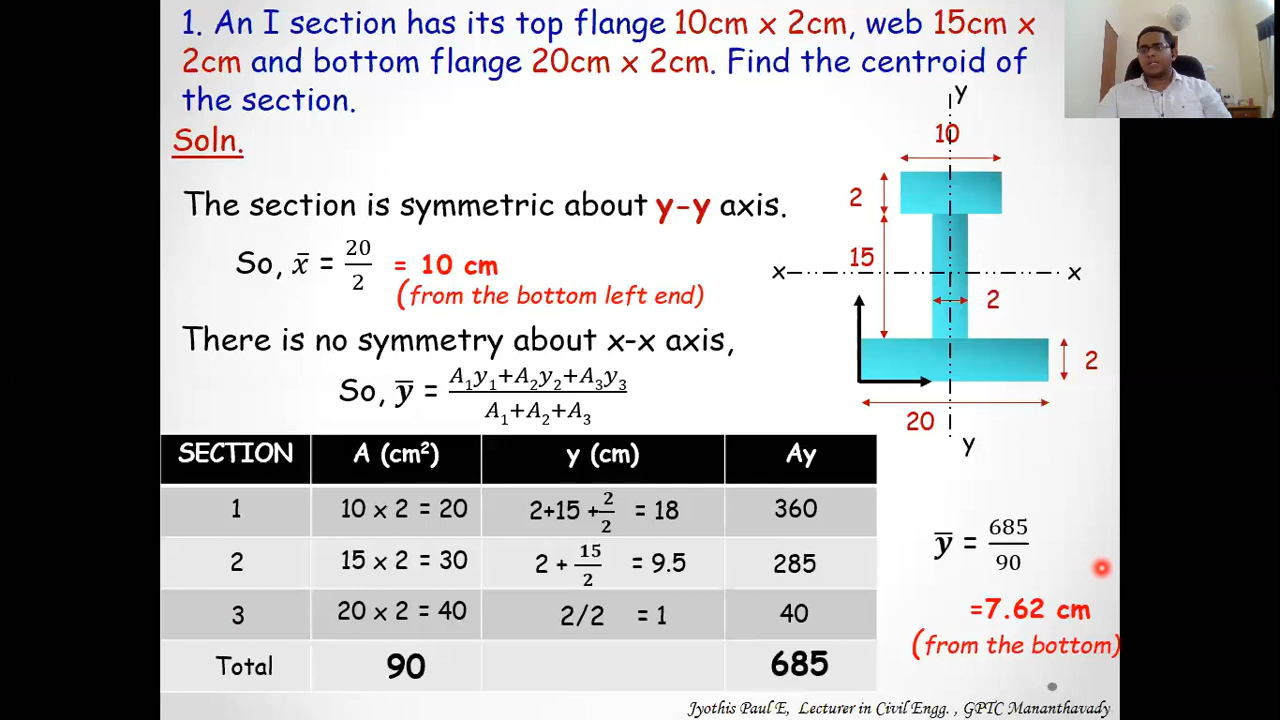 1. An I section has its top flange 10cm x 2cm, web 15cm x
2cm and bottom flange 20cm x 2cm. Find the centroid of
the section.
Soln.
The section is symmetric about y-y axis.
So, x̄ = 20/2 = 10 cm
(from the bottom left end)
There is no symmetry about x-x axis,
So, ȳ = A₁y₁+A₂y₂+A₃y₃ / A₁+A₂+A₃
SECTION A (cm²) y (cm) Ay
1 10 x 2 = 20 2+15 + 2/2 = 18 360
2 15 x 2 = 30 2 + 15/2 = 9.5 285
3 20 x 2 = 40 2/2 = 1 40
Total 90 685
y
10
2
15
x x
2
2
20
y
ȳ = 685/90
=7.62 cm
(from the bottom)
Jyothis Paul E, Lecturer in Civil Engg. , GPTC Mananthavady